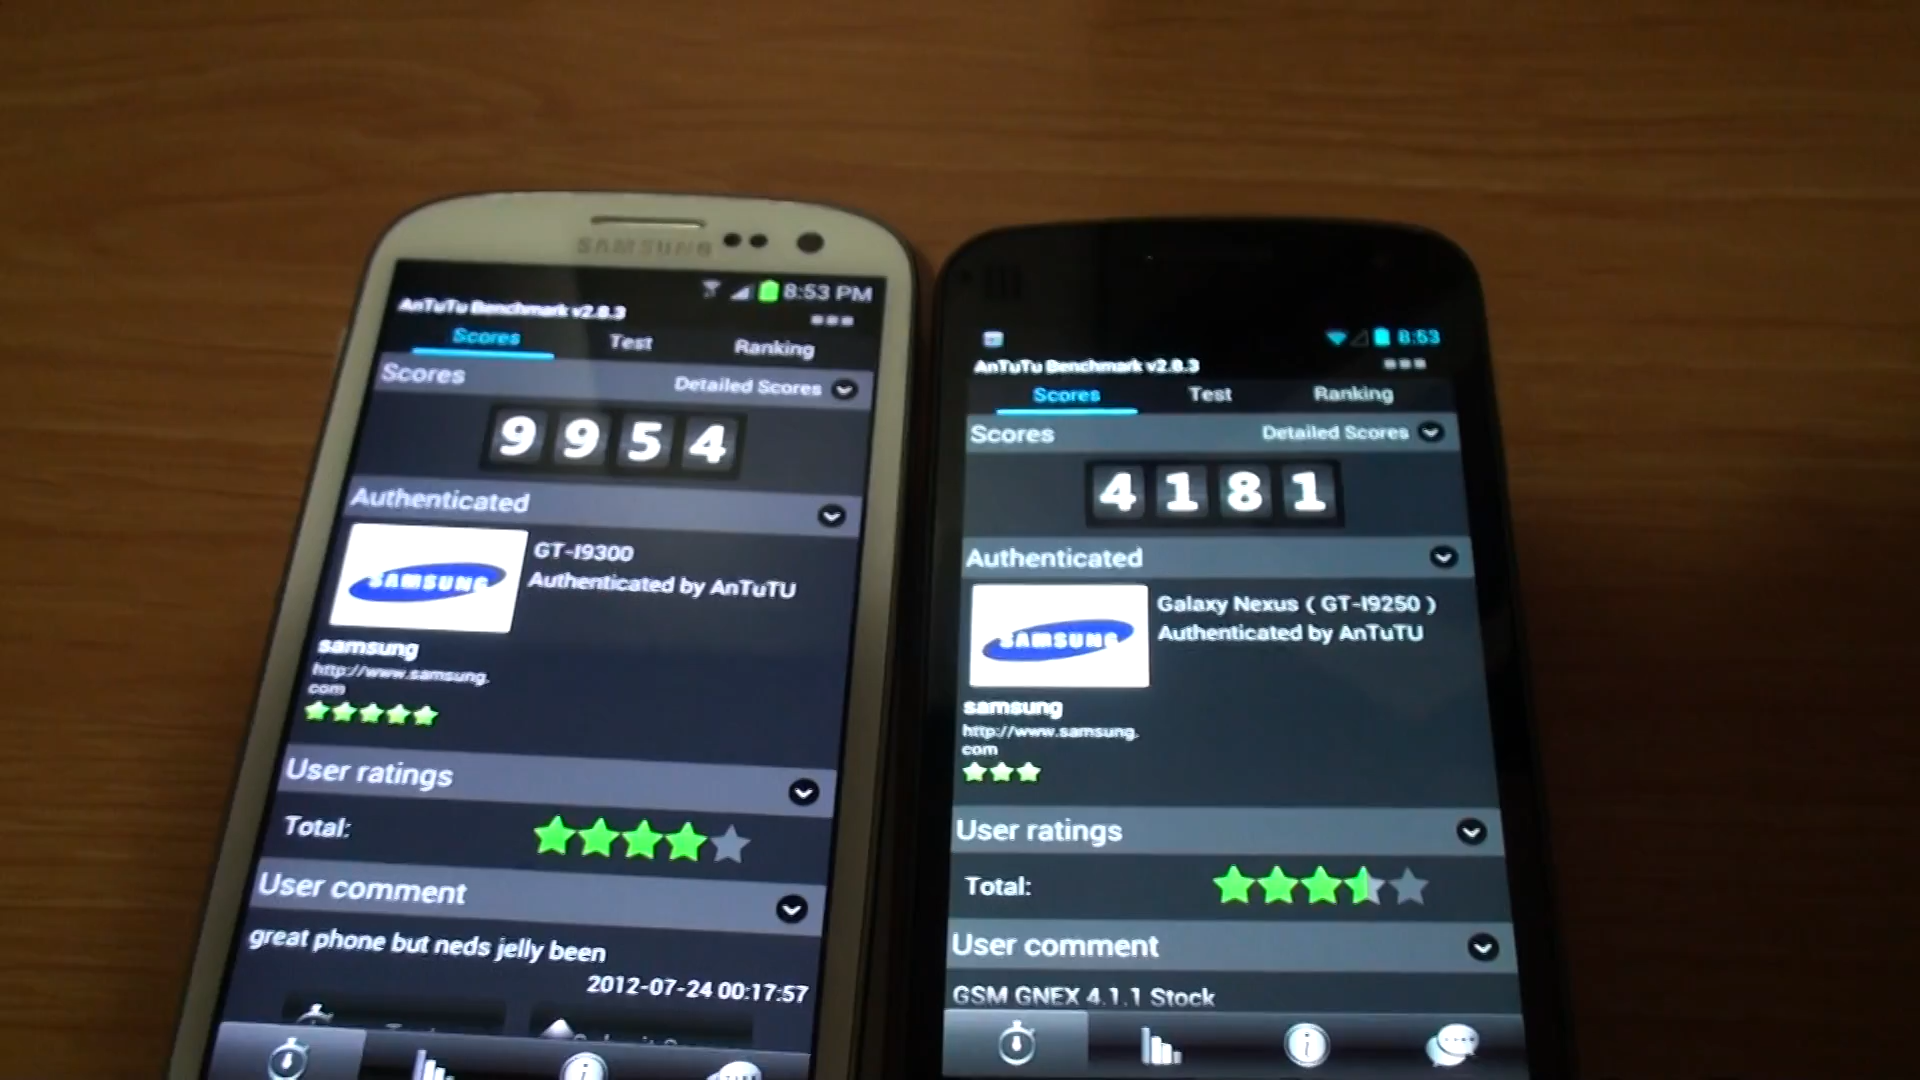 SAMSUNG
8:53 PM
AnTuTu Benchmark v2.8.3
Scores Test Ranking
Scores Detailed Scores
9954
Authenticated
SAMSUNG
GT-I9300
Authenticated by AnTuTU
samsung
http://www.samsung.
com
User ratings
Total:
User comment
great phone but neds jelly been
2012-07-24 00:17:57
8:53
AnTuTu Benchmark v2.8.3
Scores Test Ranking
Scores Detailed Scores
4181
Authenticated
SAMSUNG
Galaxy Nexus ( GT-I9250 )
Authenticated by AnTuTU
samsung
http://www.samsung.
com
User ratings
Total:
User comment
GSM GNEX 4.1.1 Stock